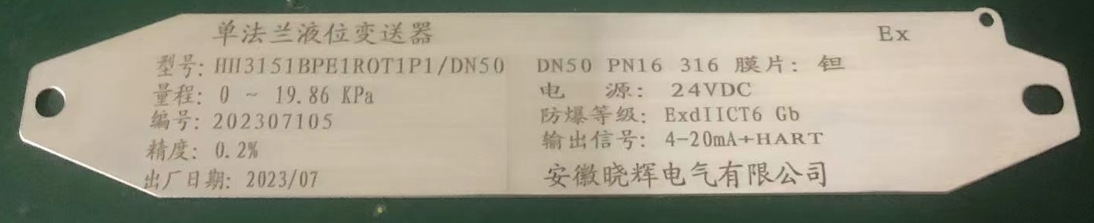 单法兰液位变送器
Ex
型号: HH3151BPE1ROT1P1/DN50
量程: 0 ~ 19.86 KPa
编号: 202307105
精度: 0.2%
出厂日期: 2023/07
DN50 PN16 316 膜片: 钽
电 源: 24VDC
防爆等级: ExdIICT6 Gb
输出信号: 4-20mA+HART
安徽晓辉电气有限公司